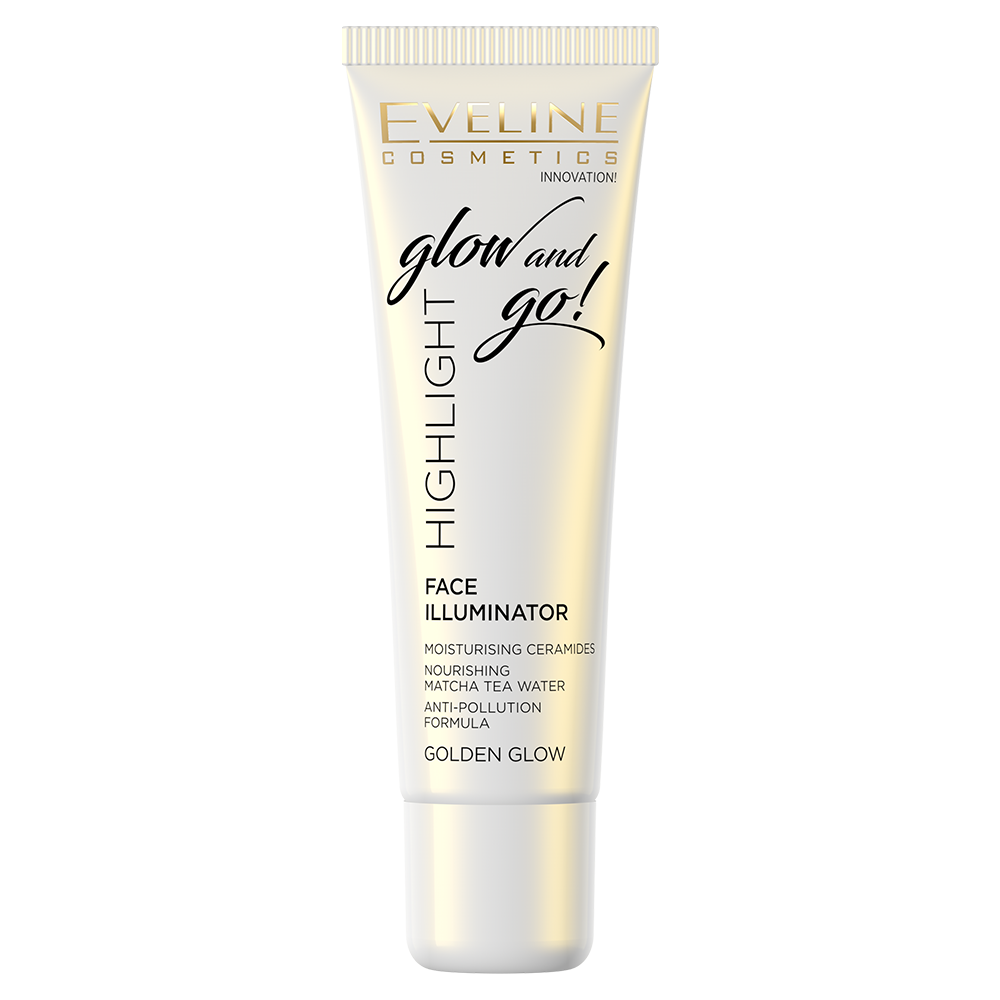 EVELINE
COSMETICS
INNOVATION!
glow and
go!
HIGHLIGHT
FACE
ILLUMINATOR
MOISTURISING CERAMIDES
NOURISHING
MATCHA TEA WATER
ANTI-POLLUTION
FORMULA
GOLDEN GLOW